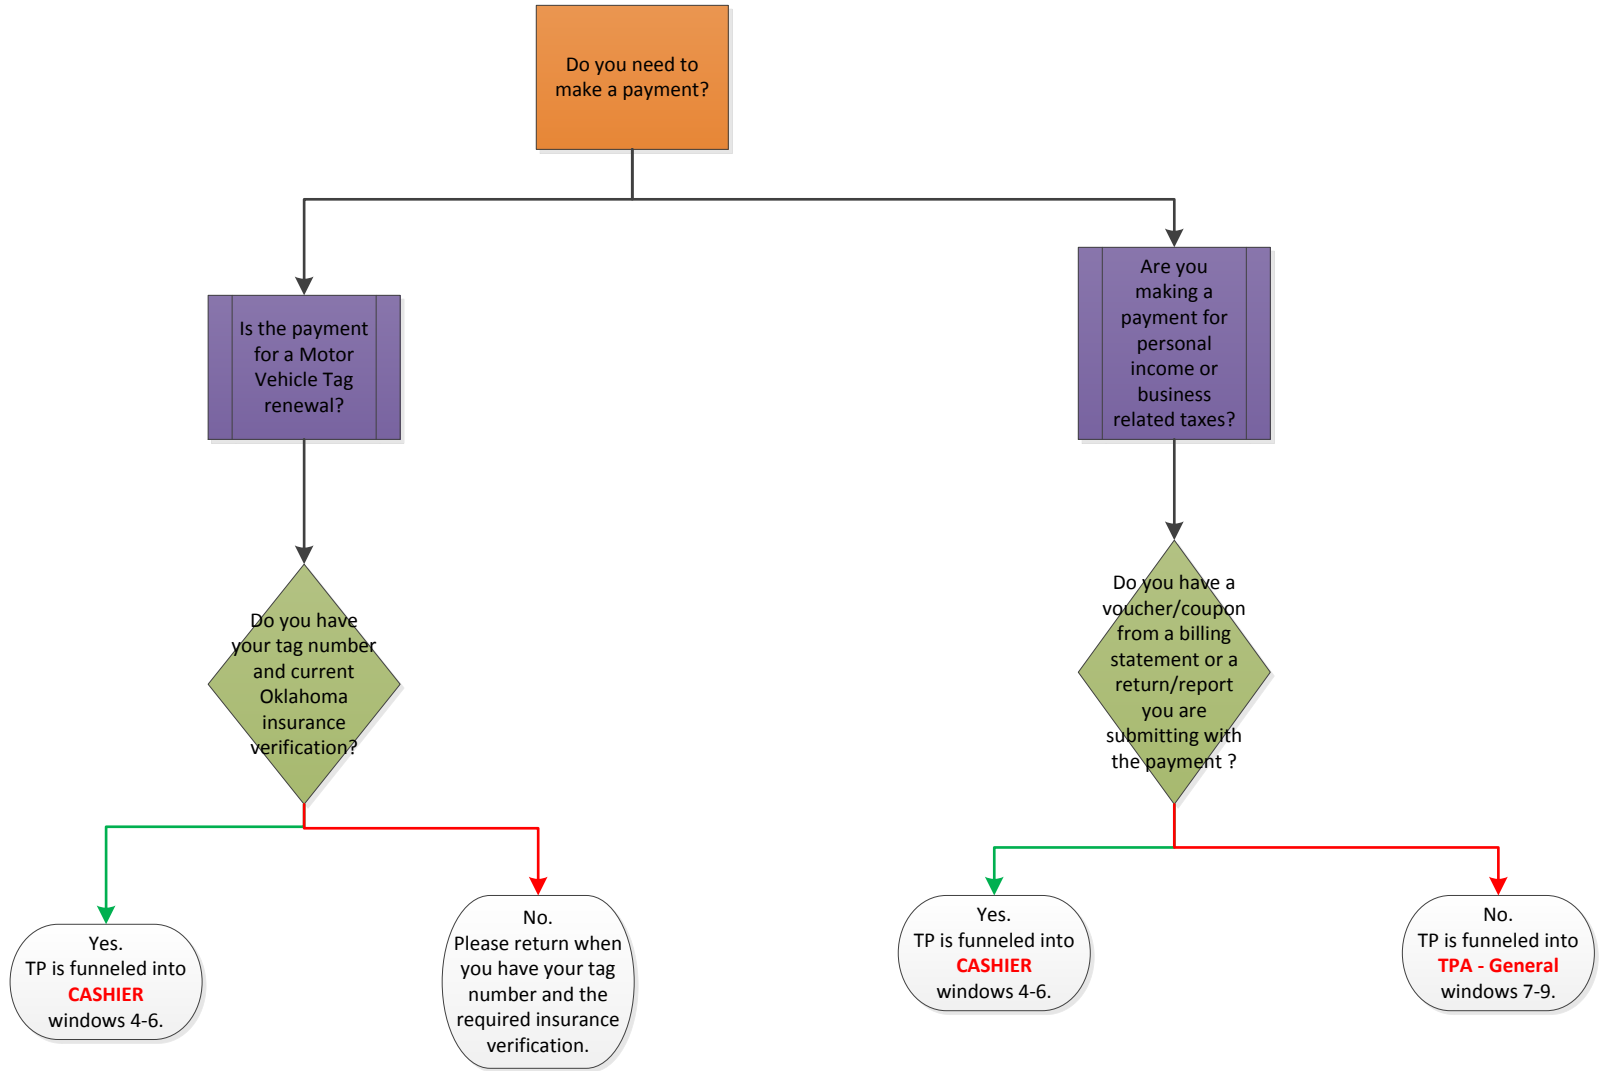 Do you need to
make a payment?
Is the payment
for a Motor
Vehicle Tag
renewal?
Are you
making a
payment for
personal
income or
business
related taxes?
Do you have
your tag number
and current
Oklahoma
insurance
verification?
Do you have a
voucher/coupon
from a billing
statement or a
return/report
you are
submitting with
the payment ?
Yes.
TP is funneled into
CASHIER
windows 4-6.
No.
Please return when
you have your tag
number and the
required insurance
verification.
Yes.
TP is funneled into
CASHIER
windows 4-6.
No.
TP is funneled into
TPA - General
windows 7-9.